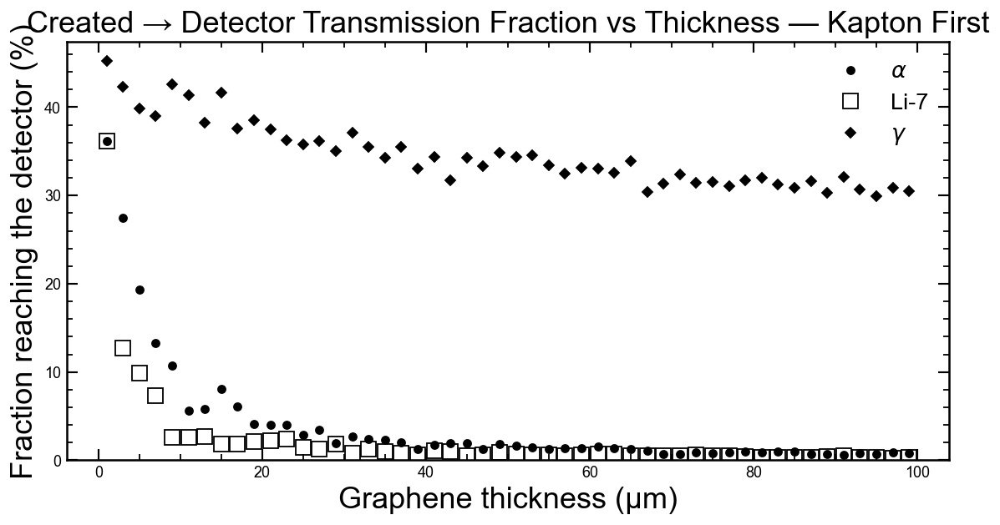 Created → Detector Transmission Fraction vs Thickness — Kapton First
Fraction reaching the detector (%)
40
30
20
10
0
α
Li-7
γ
0 20 40 60 80 100
Graphene thickness (μm)